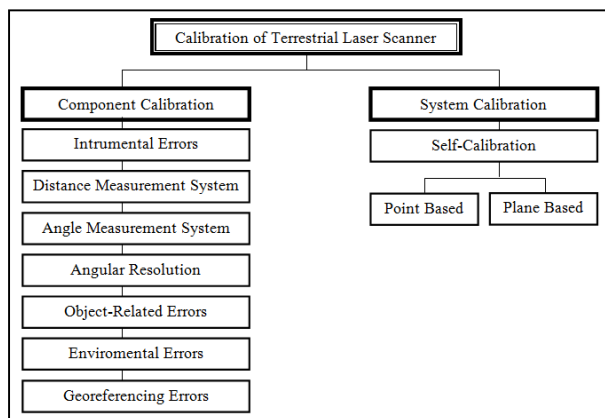 Calibration of Terrestrial Laser Scanner
Component Calibration
Intrumental Errors
Distance Measurement System
Angle Measurement System
Angular Resolution
Object-Related Errors
Enviromental Errors
Georeferencing Errors
System Calibration
Self-Calibration
Point Based
Plane Based